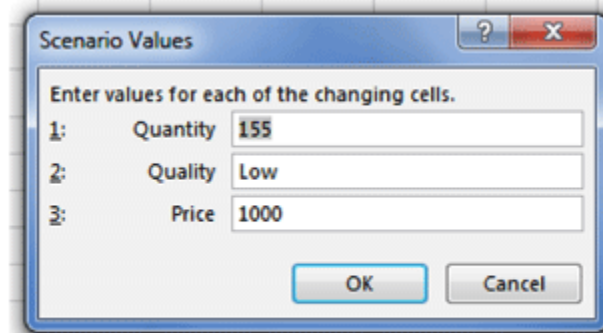 Scenario Values
?
X
Enter values for each of the changing cells.
1: Quantity 155
2: Quality Low
3: Price 1000
OK Cancel